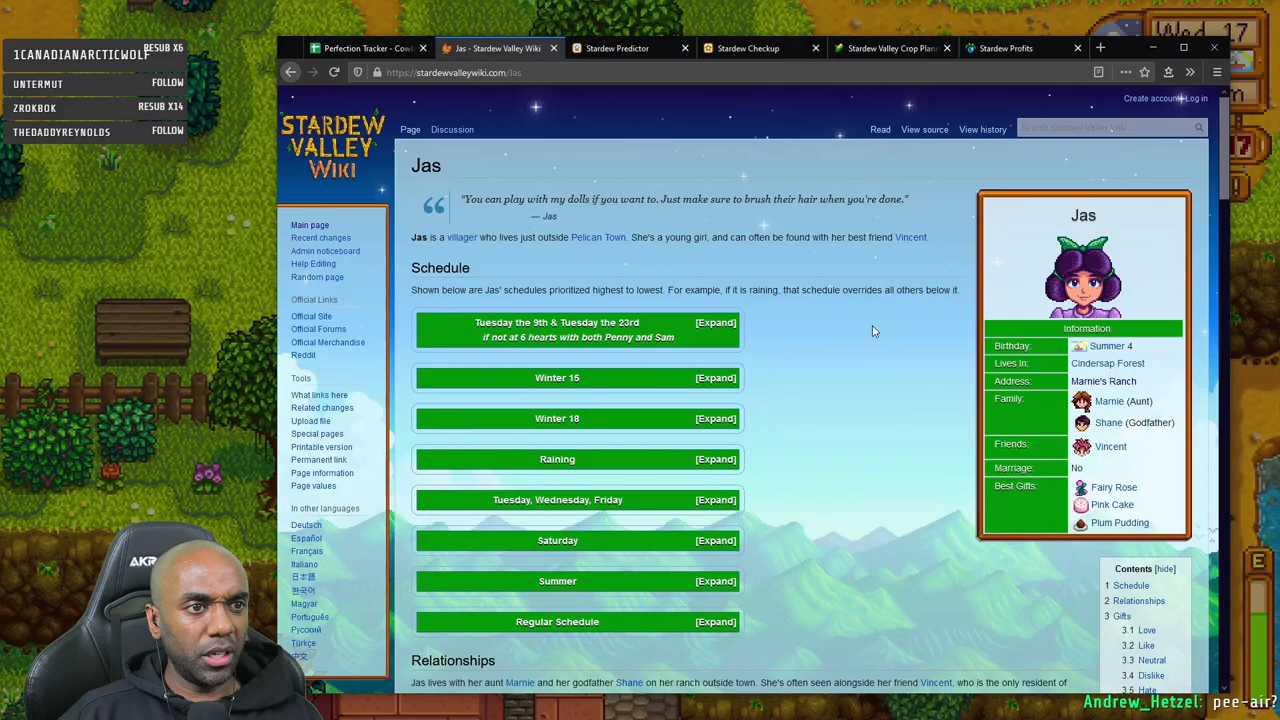 1CANADIANARCTICWOLF RESUB X6
UNTERMUT FOLLOW
ZROKBOK RESUB X14
THEDADDYREYNOLDS FOLLOW
Perfection Tracker - Cowb
Jas - Stardew Valley Wiki
Stardew Predictor
Stardew Checkup
Stardew Valley Crop Plann
Stardew Profits
https://stardewvalleywiki.com/Jas
Wed. 17
Create account Log in
STARDEW
VALLEY
WIKI
Page Discussion Read View source View history Search Stardew Valley Wiki
Jas
"You can play with my dolls if you want to. Just make sure to brush their hair when you're done."
— Jas
Jas is a villager who lives just outside Pelican Town. She's a young girl, and can often be found with her best friend Vincent.
Schedule
Shown below are Jas' schedules prioritized highest to lowest. For example, if it is raining, that schedule overrides all others below it.
Tuesday the 9th & Tuesday the 23rd [Expand]
if not at 6 hearts with both Penny and Sam
Winter 15 [Expand]
Winter 18 [Expand]
Raining [Expand]
Tuesday, Wednesday, Friday [Expand]
Saturday [Expand]
Summer [Expand]
Regular Schedule [Expand]
Relationships
Jas lives with her aunt Marnie and her godfather Shane on her ranch outside town. She's often seen alongside her friend Vincent, who is the only resident of
Main page
Recent changes
Admin noticeboard
Help Editing
Random page
Official Links
Official Site
Official Forums
Official Merchandise
Reddit
Tools
What links here
Related changes
Upload file
Special pages
Printable version
Permanent link
Page information
Page values
In other languages
Deutsch
Español
Français
Italiano
日本語
한국어
Magyar
Português
Русский
Türkçe
中文
Jas
Information
Birthday: Summer 4
Lives In: Cindersap Forest
Address: Marnie's Ranch
Family: Marnie (Aunt)
Shane (Godfather)
Friends: Vincent
Marriage: No
Best Gifts: Fairy Rose
Pink Cake
Plum Pudding
Contents [hide]
1 Schedule
2 Relationships
3 Gifts
3.1 Love
3.2 Like
3.3 Neutral
3.4 Dislike
3.5 Hate
E
AKR
Andrew_Hetzel: pee-air?